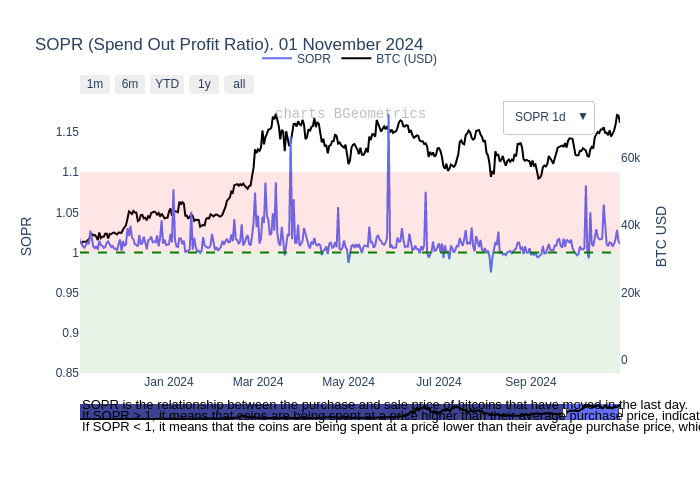 SOPR (Spend Out Profit Ratio). 01 November 2024
SOPR
BTC (USD)
1m
6m
YTD
1y
all
charts BGeometrics
SOPR 1d ▼
1.15
1.1
1.05
1
0.95
0.9
0.85
SOPR
60k
40k
20k
0
BTC USD
Jan 2024
Mar 2024
May 2024
Jul 2024
Sep 2024
SOPR is the relationship between the purchase and sale price of bitcoins that have moved in the last day.
If SOPR > 1, it means that coins are being spent at a price higher than their average purchase price, indicat
If SOPR < 1, it means that the coins are being spent at a price lower than their average purchase price, whic